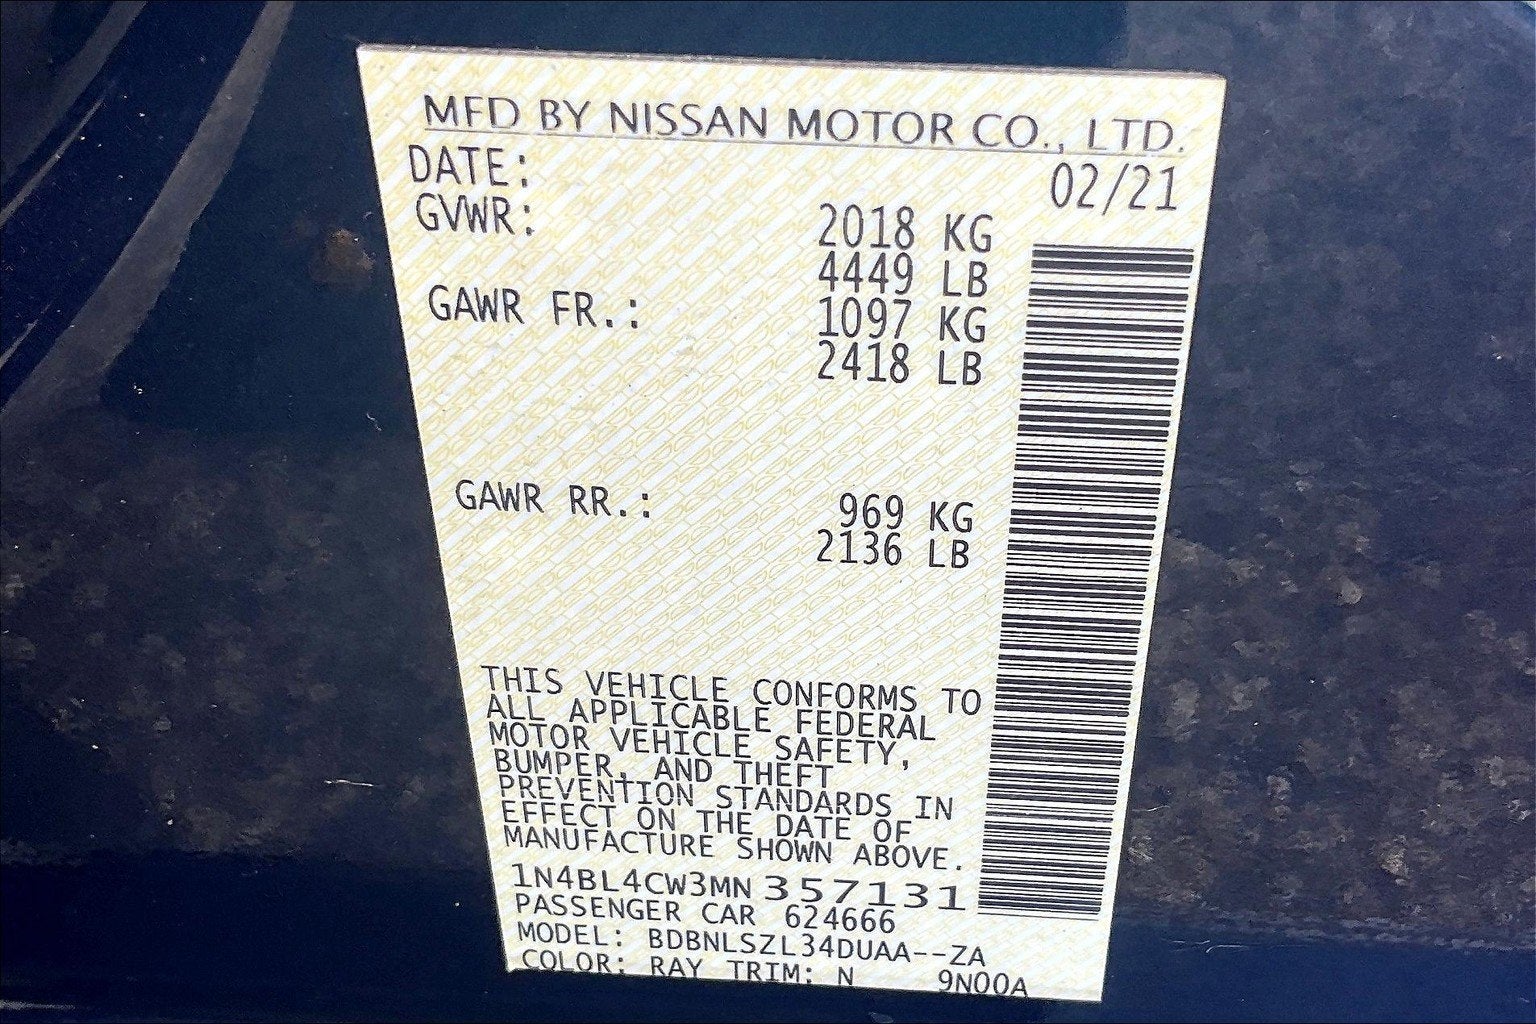 MFD BY NISSAN MOTOR CO., LTD.
DATE: 02/21
GVWR: 2018 KG
4449 LB
GAWR FR.: 1097 KG
2418 LB
GAWR RR.: 969 KG
2136 LB
THIS VEHICLE CONFORMS TO
ALL APPLICABLE FEDERAL
MOTOR VEHICLE SAFETY,
BUMPER, AND THEFT
PREVENTION STANDARDS IN
EFFECT ON THE DATE OF
MANUFACTURE SHOWN ABOVE.
1N4BL4CW3MN 357131
PASSENGER CAR 624666
MODEL: BDBNLSZL34DUAA--ZA
COLOR: RAY TRIM: N 9N00A